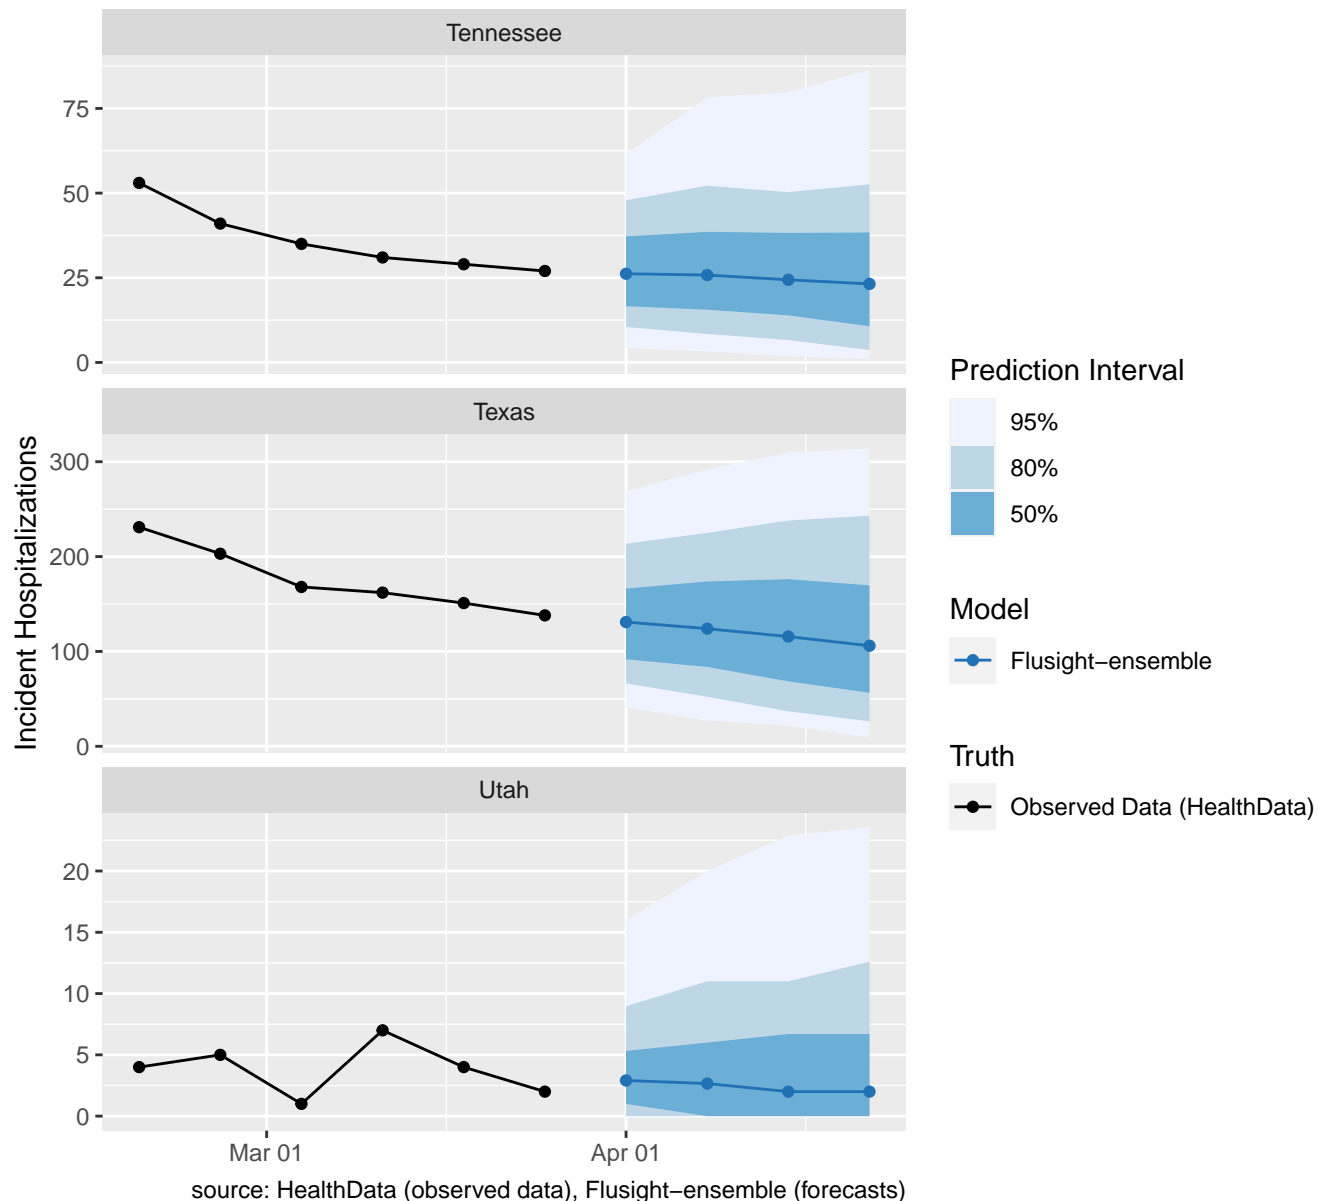 Tennessee
75
50
25
0
Texas
300
200
100
0
Utah
20
15
10
5
0
Mar 01
Apr 01
Incident Hospitalizations
source: HealthData (observed data), Flusight−ensemble (forecasts)
Prediction Interval
95%
80%
50%
Model
Flusight−ensemble
Truth
Observed Data (HealthData)